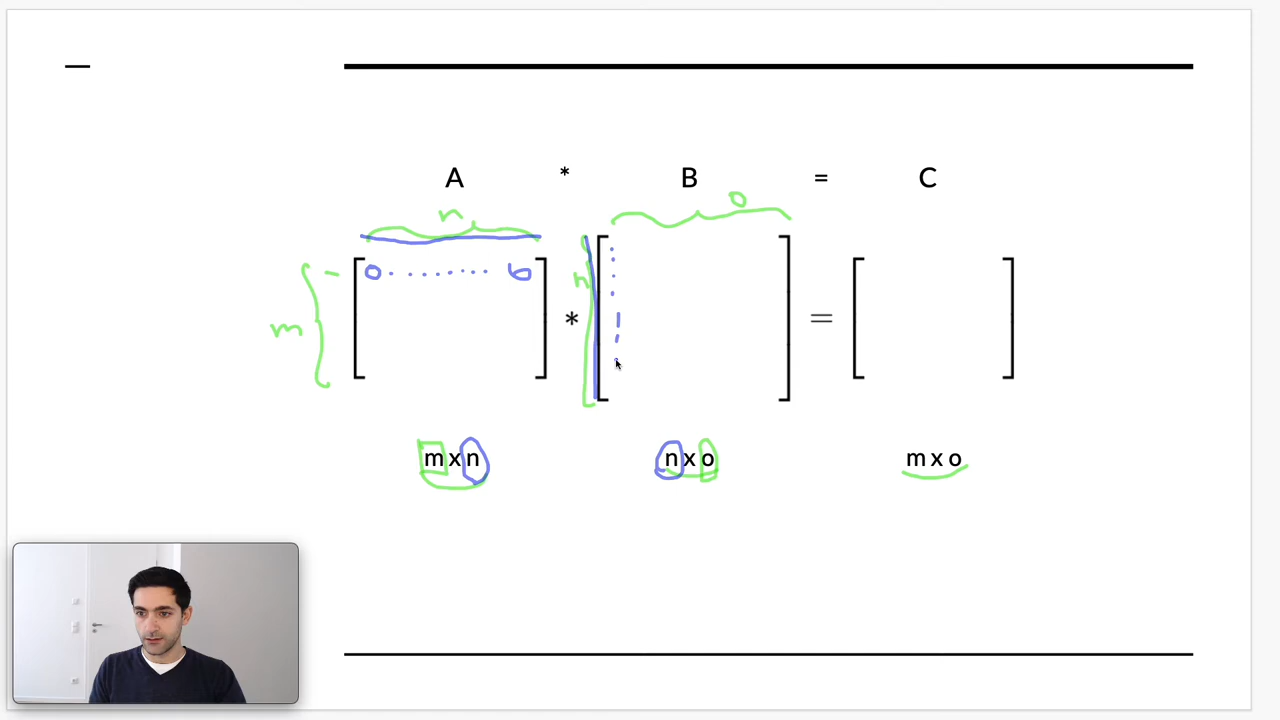 A * B = C
n o
m n
* =
m x n n x o m x o